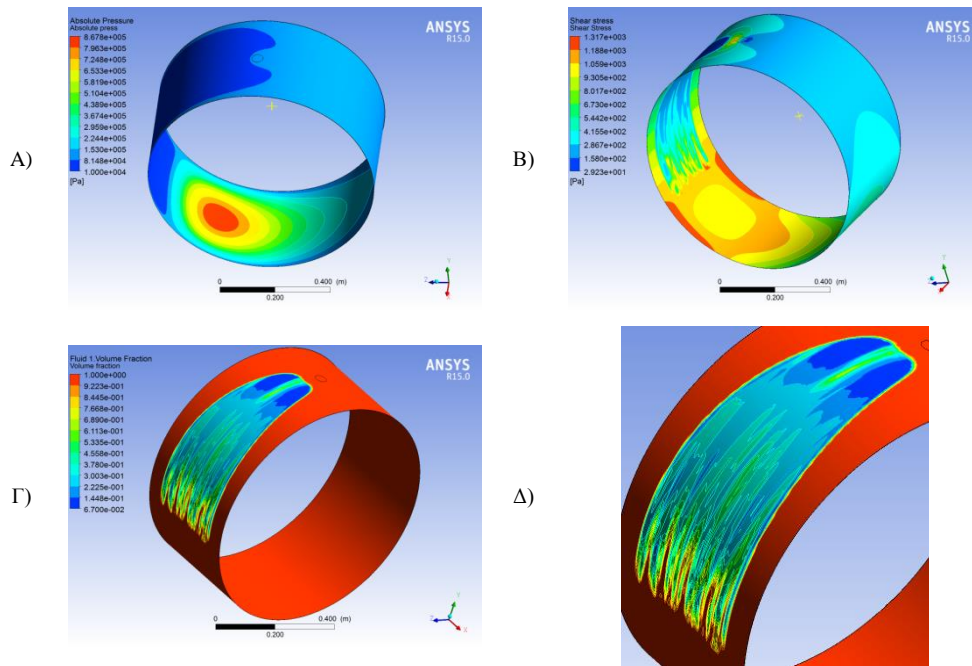 Absolute Pressure
Absolute press
8.678e+005
7.963e+005
7.248e+005
6.533e+005
5.819e+005
5.104e+005
4.389e+005
3.674e+005
2.959e+005
2.244e+005
1.530e+005
8.148e+004
1.000e+004
[Pa]
ANSYS
R15.0
0
0.400 (m)
0.200
Z
Y
X
Α)
Shear stress
Shear Stress
1.317e+003
1.188e+003
1.059e+003
9.305e+002
8.017e+002
6.730e+002
5.442e+002
4.155e+002
2.867e+002
1.580e+002
2.923e+001
[Pa]
ANSYS
R15.0
0
0.400 (m)
0.200
Y
Β)
Fluid 1.Volume Fraction
Volume fraction
1.000e+000
9.223e-001
8.445e-001
7.668e-001
6.890e-001
6.113e-001
5.335e-001
4.558e-001
3.780e-001
3.003e-001
2.225e-001
1.448e-001
6.700e-002
ANSYS
R15.0
0
0.400 (m)
0.200
Z
Y
X
Γ)
Δ)